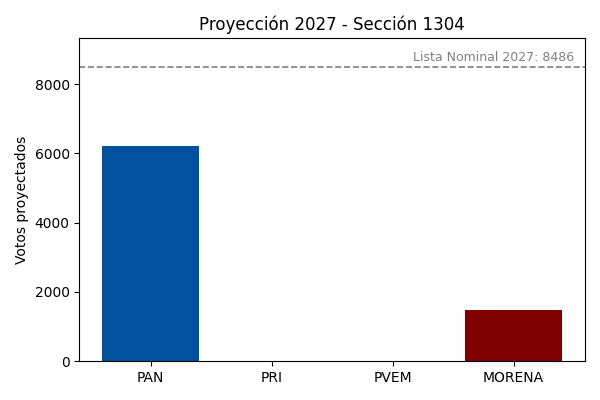 Proyección 2027 - Sección 1304
Lista Nominal 2027: 8486
Votos proyectados
8000
6000
4000
2000
0
PAN PRI PVEM MORENA